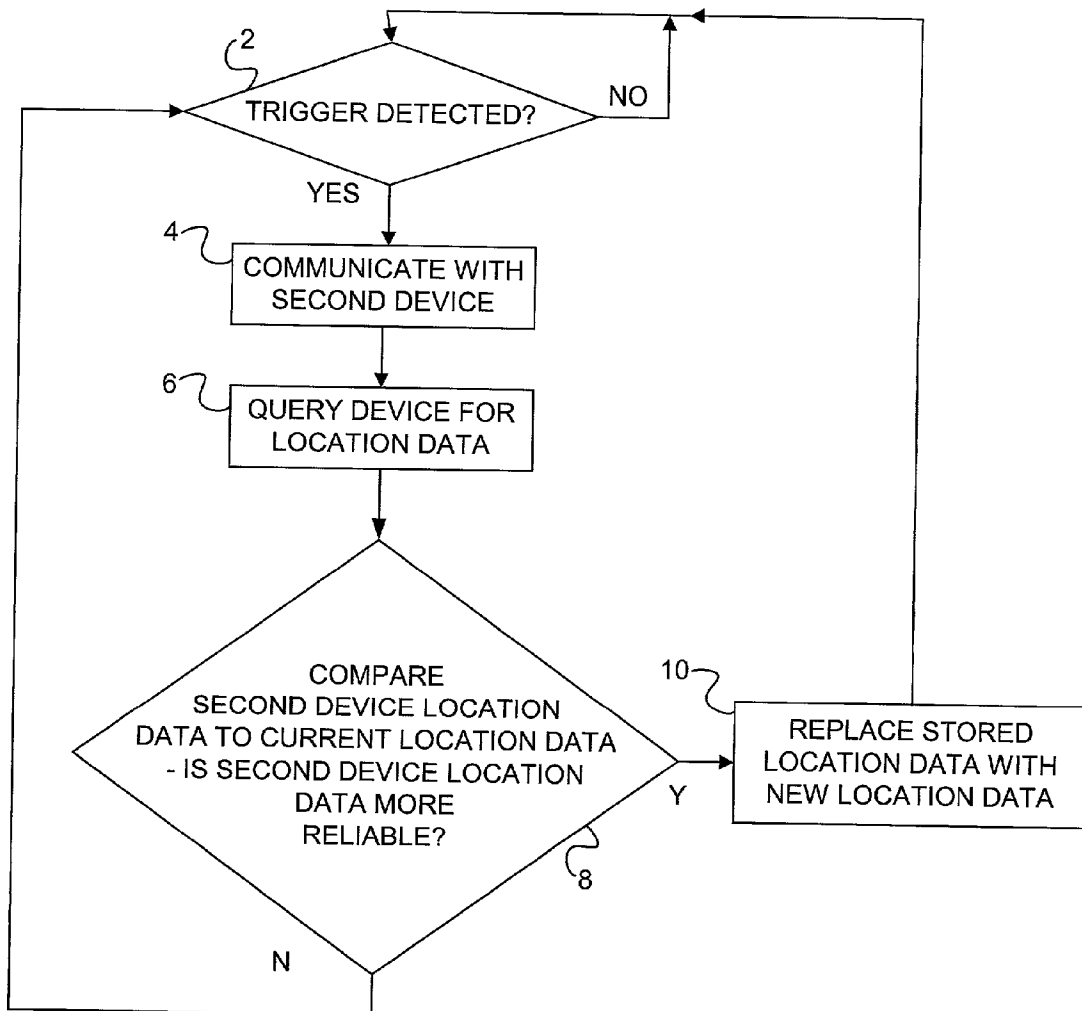 2
TRIGGER DETECTED?
NO
YES
4
COMMUNICATE WITH
SECOND DEVICE
6
QUERY DEVICE FOR
LOCATION DATA
COMPARE
SECOND DEVICE LOCATION
DATA TO CURRENT LOCATION DATA
- IS SECOND DEVICE LOCATION
DATA MORE
RELIABLE?
8
Y
N
10
REPLACE STORED
LOCATION DATA WITH
NEW LOCATION DATA